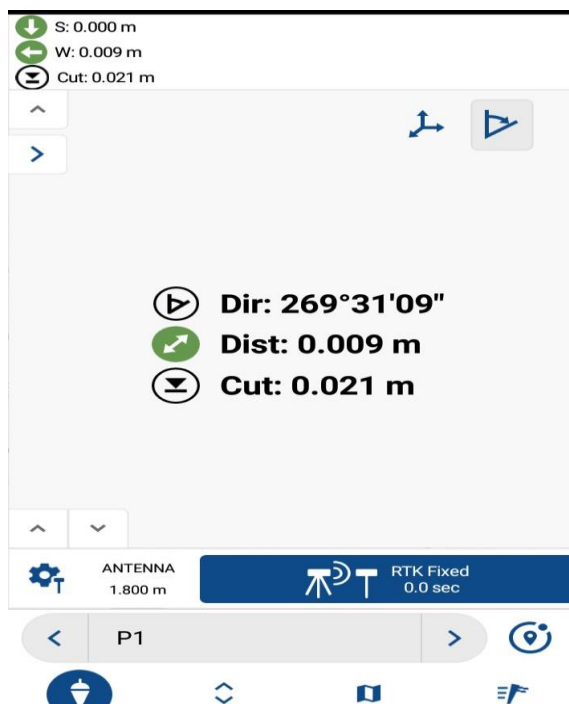 S: 0.000 m
W: 0.009 m
Cut: 0.021 m
Dir: 269°31'09"
Dist: 0.009 m
Cut: 0.021 m
ANTENNA
1.800 m
RTK Fixed
0.0 sec
P1